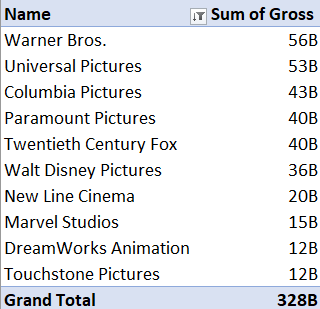 Name Sum of Gross
Warner Bros. 56B
Universal Pictures 53B
Columbia Pictures 43B
Paramount Pictures 40B
Twentieth Century Fox 40B
Walt Disney Pictures 36B
New Line Cinema 20B
Marvel Studios 15B
DreamWorks Animation 12B
Touchstone Pictures 12B
Grand Total 328B